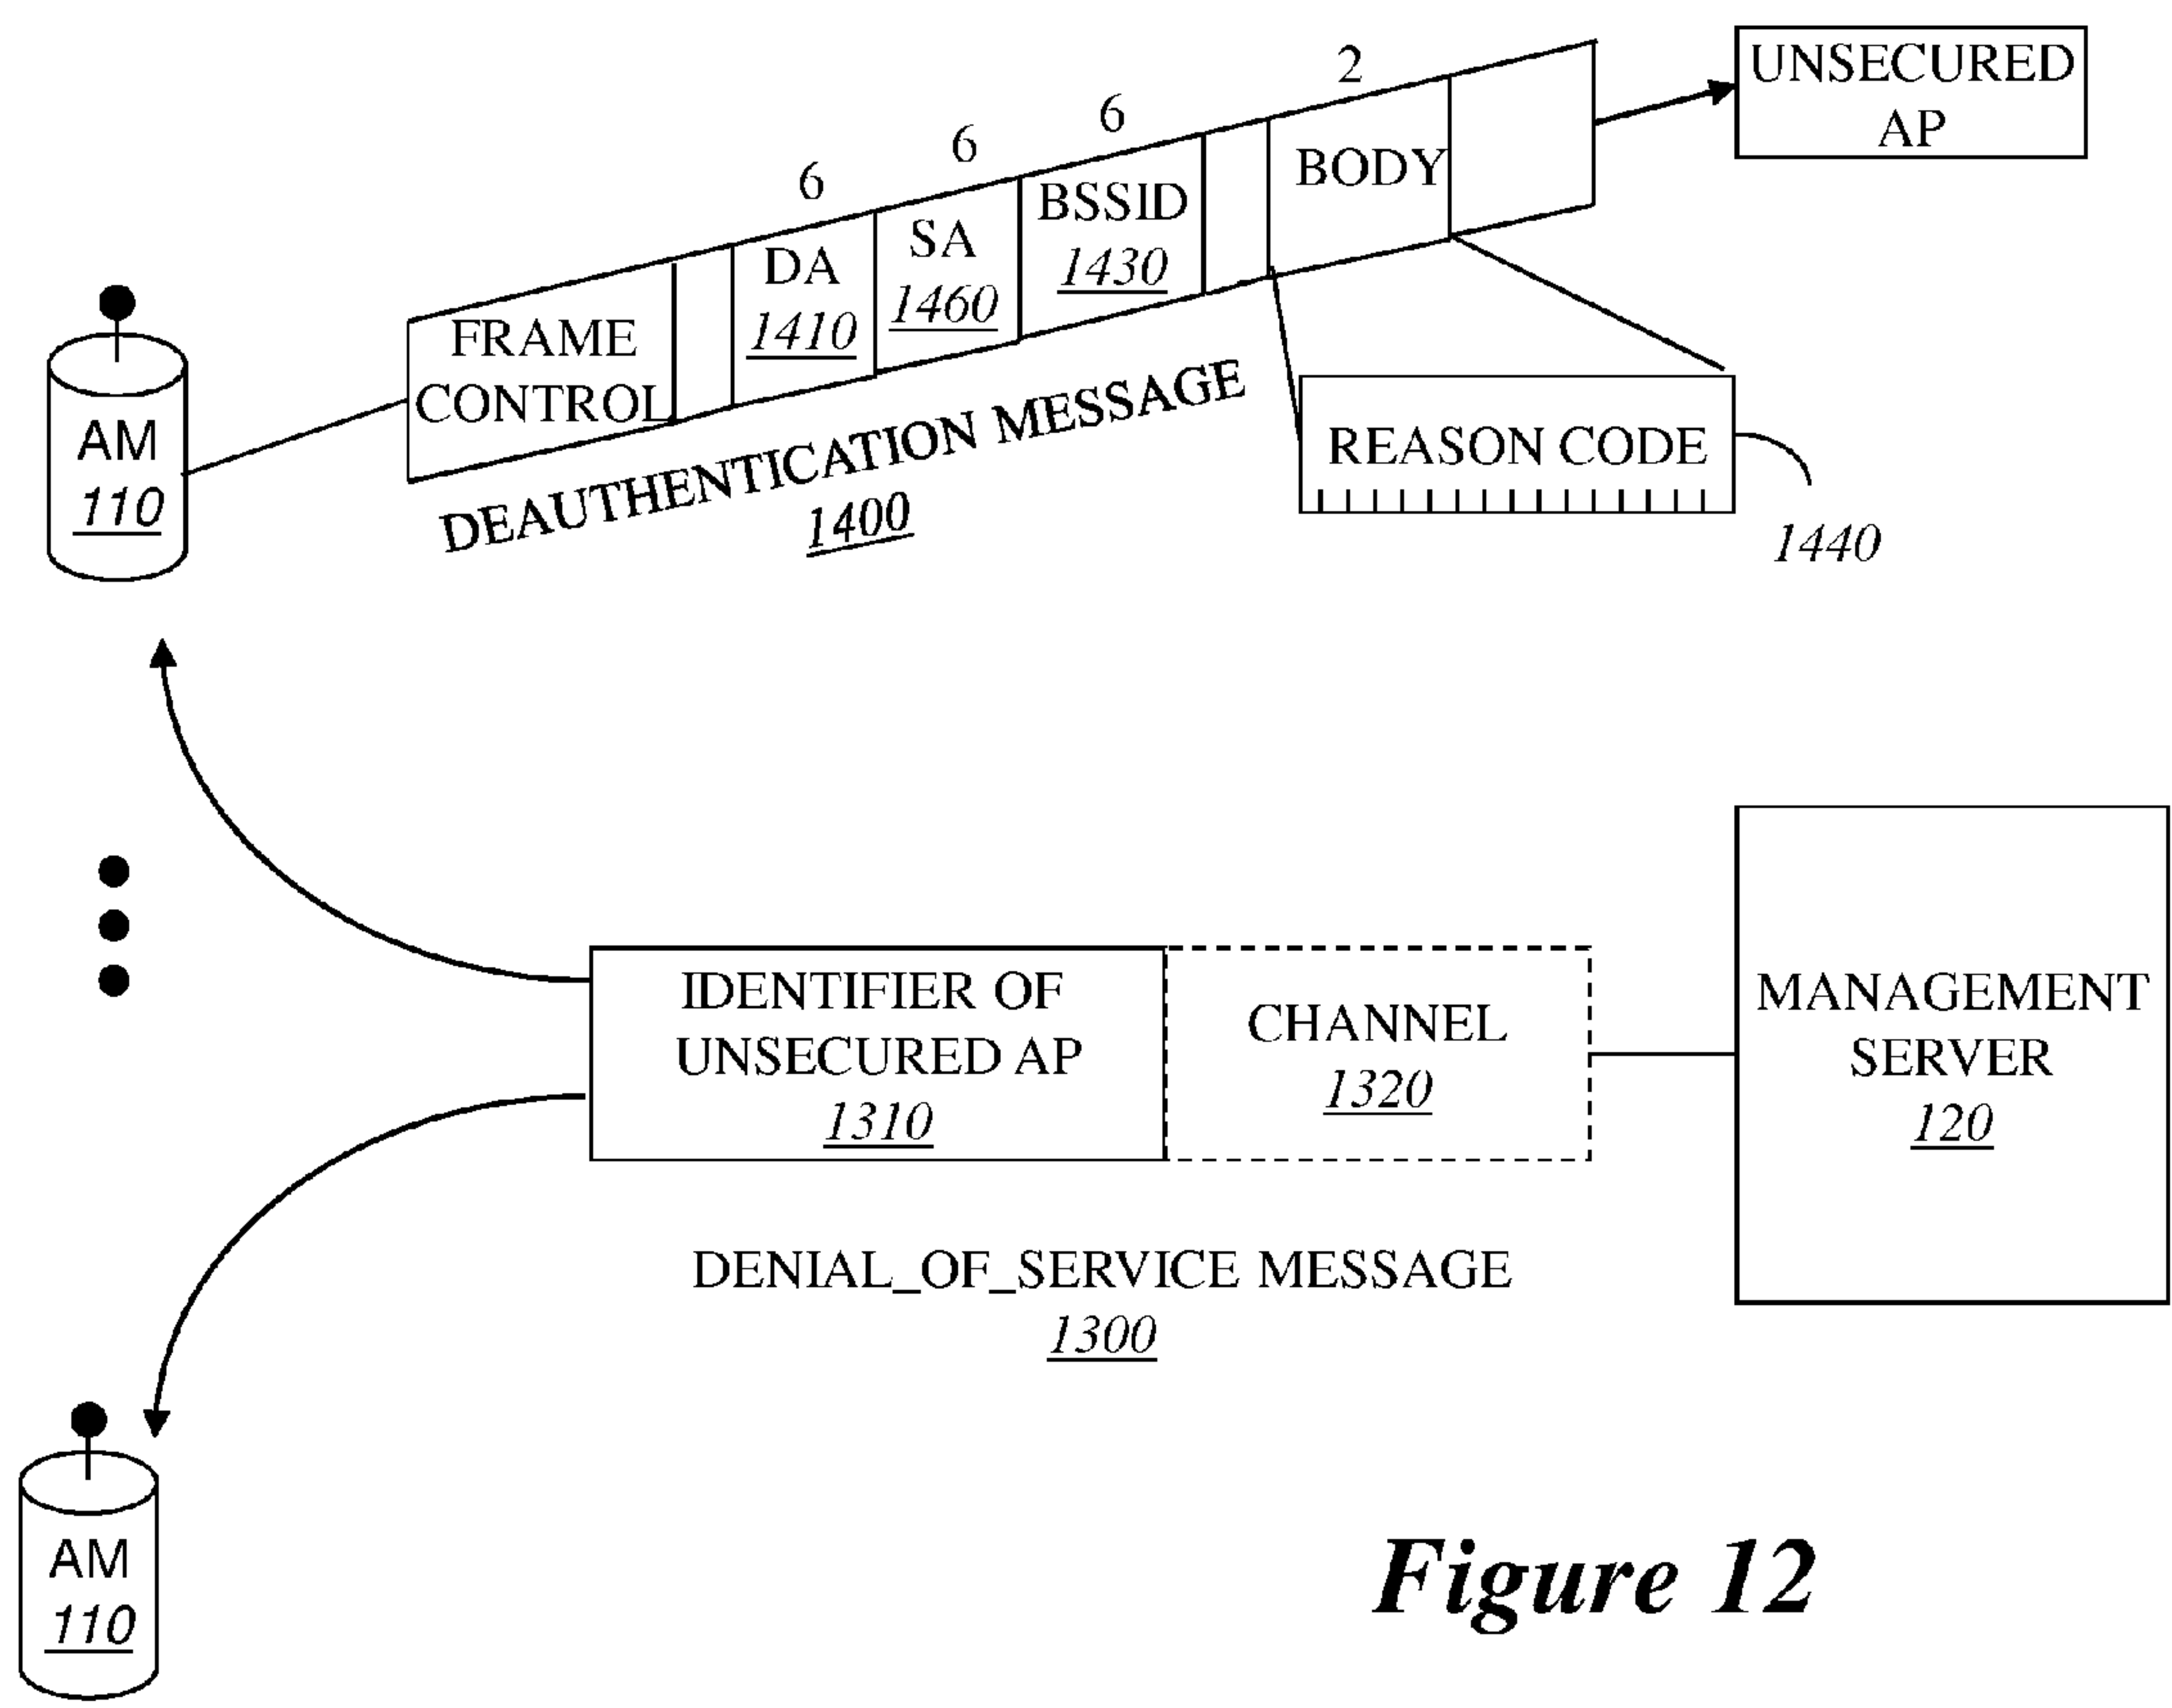 UNSECURED
AP
2
6
6
6
BODY
BSSID
1430
SA
1460
DA
1410
FRAME
CONTROL
DEAUTHENTICATION MESSAGE
1400
REASON CODE
1440
AM
110
IDENTIFIER OF
UNSECURED AP
1310
CHANNEL
1320
MANAGEMENT
SERVER
120
DENIAL_OF_SERVICE MESSAGE
1300
AM
110
Figure 12